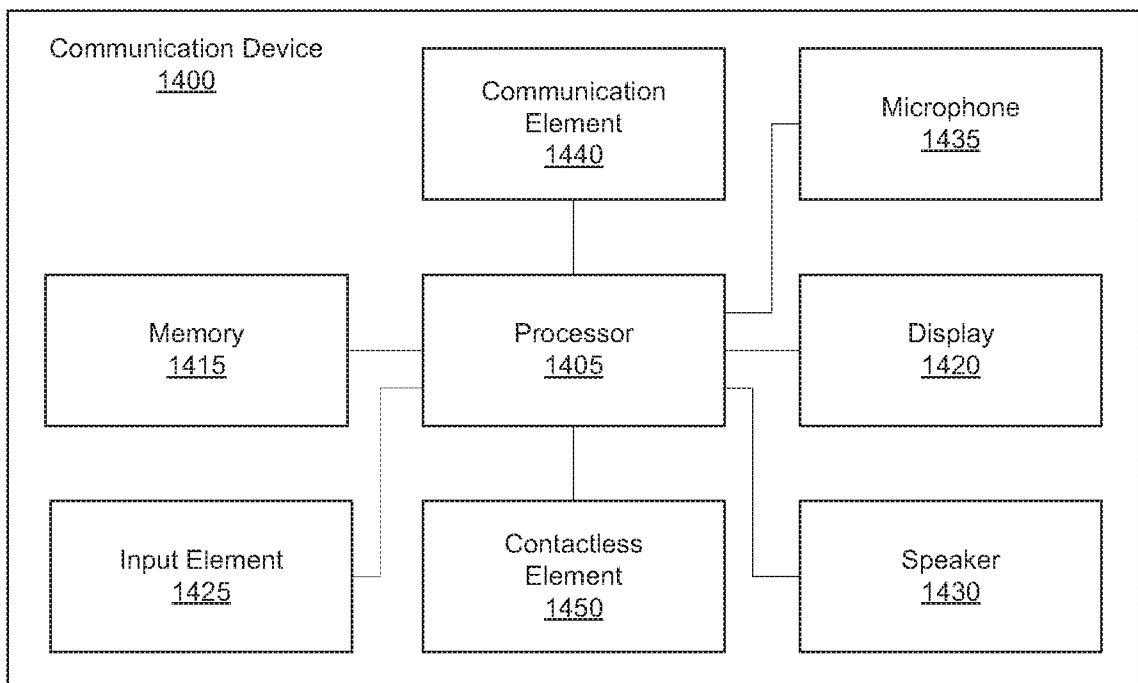 Communication Device
1400
Communication
Element
1440
Microphone
1435
Memory
1415
Processor
1405
Display
1420
Input Element
1425
Contactless
Element
1450
Speaker
1430